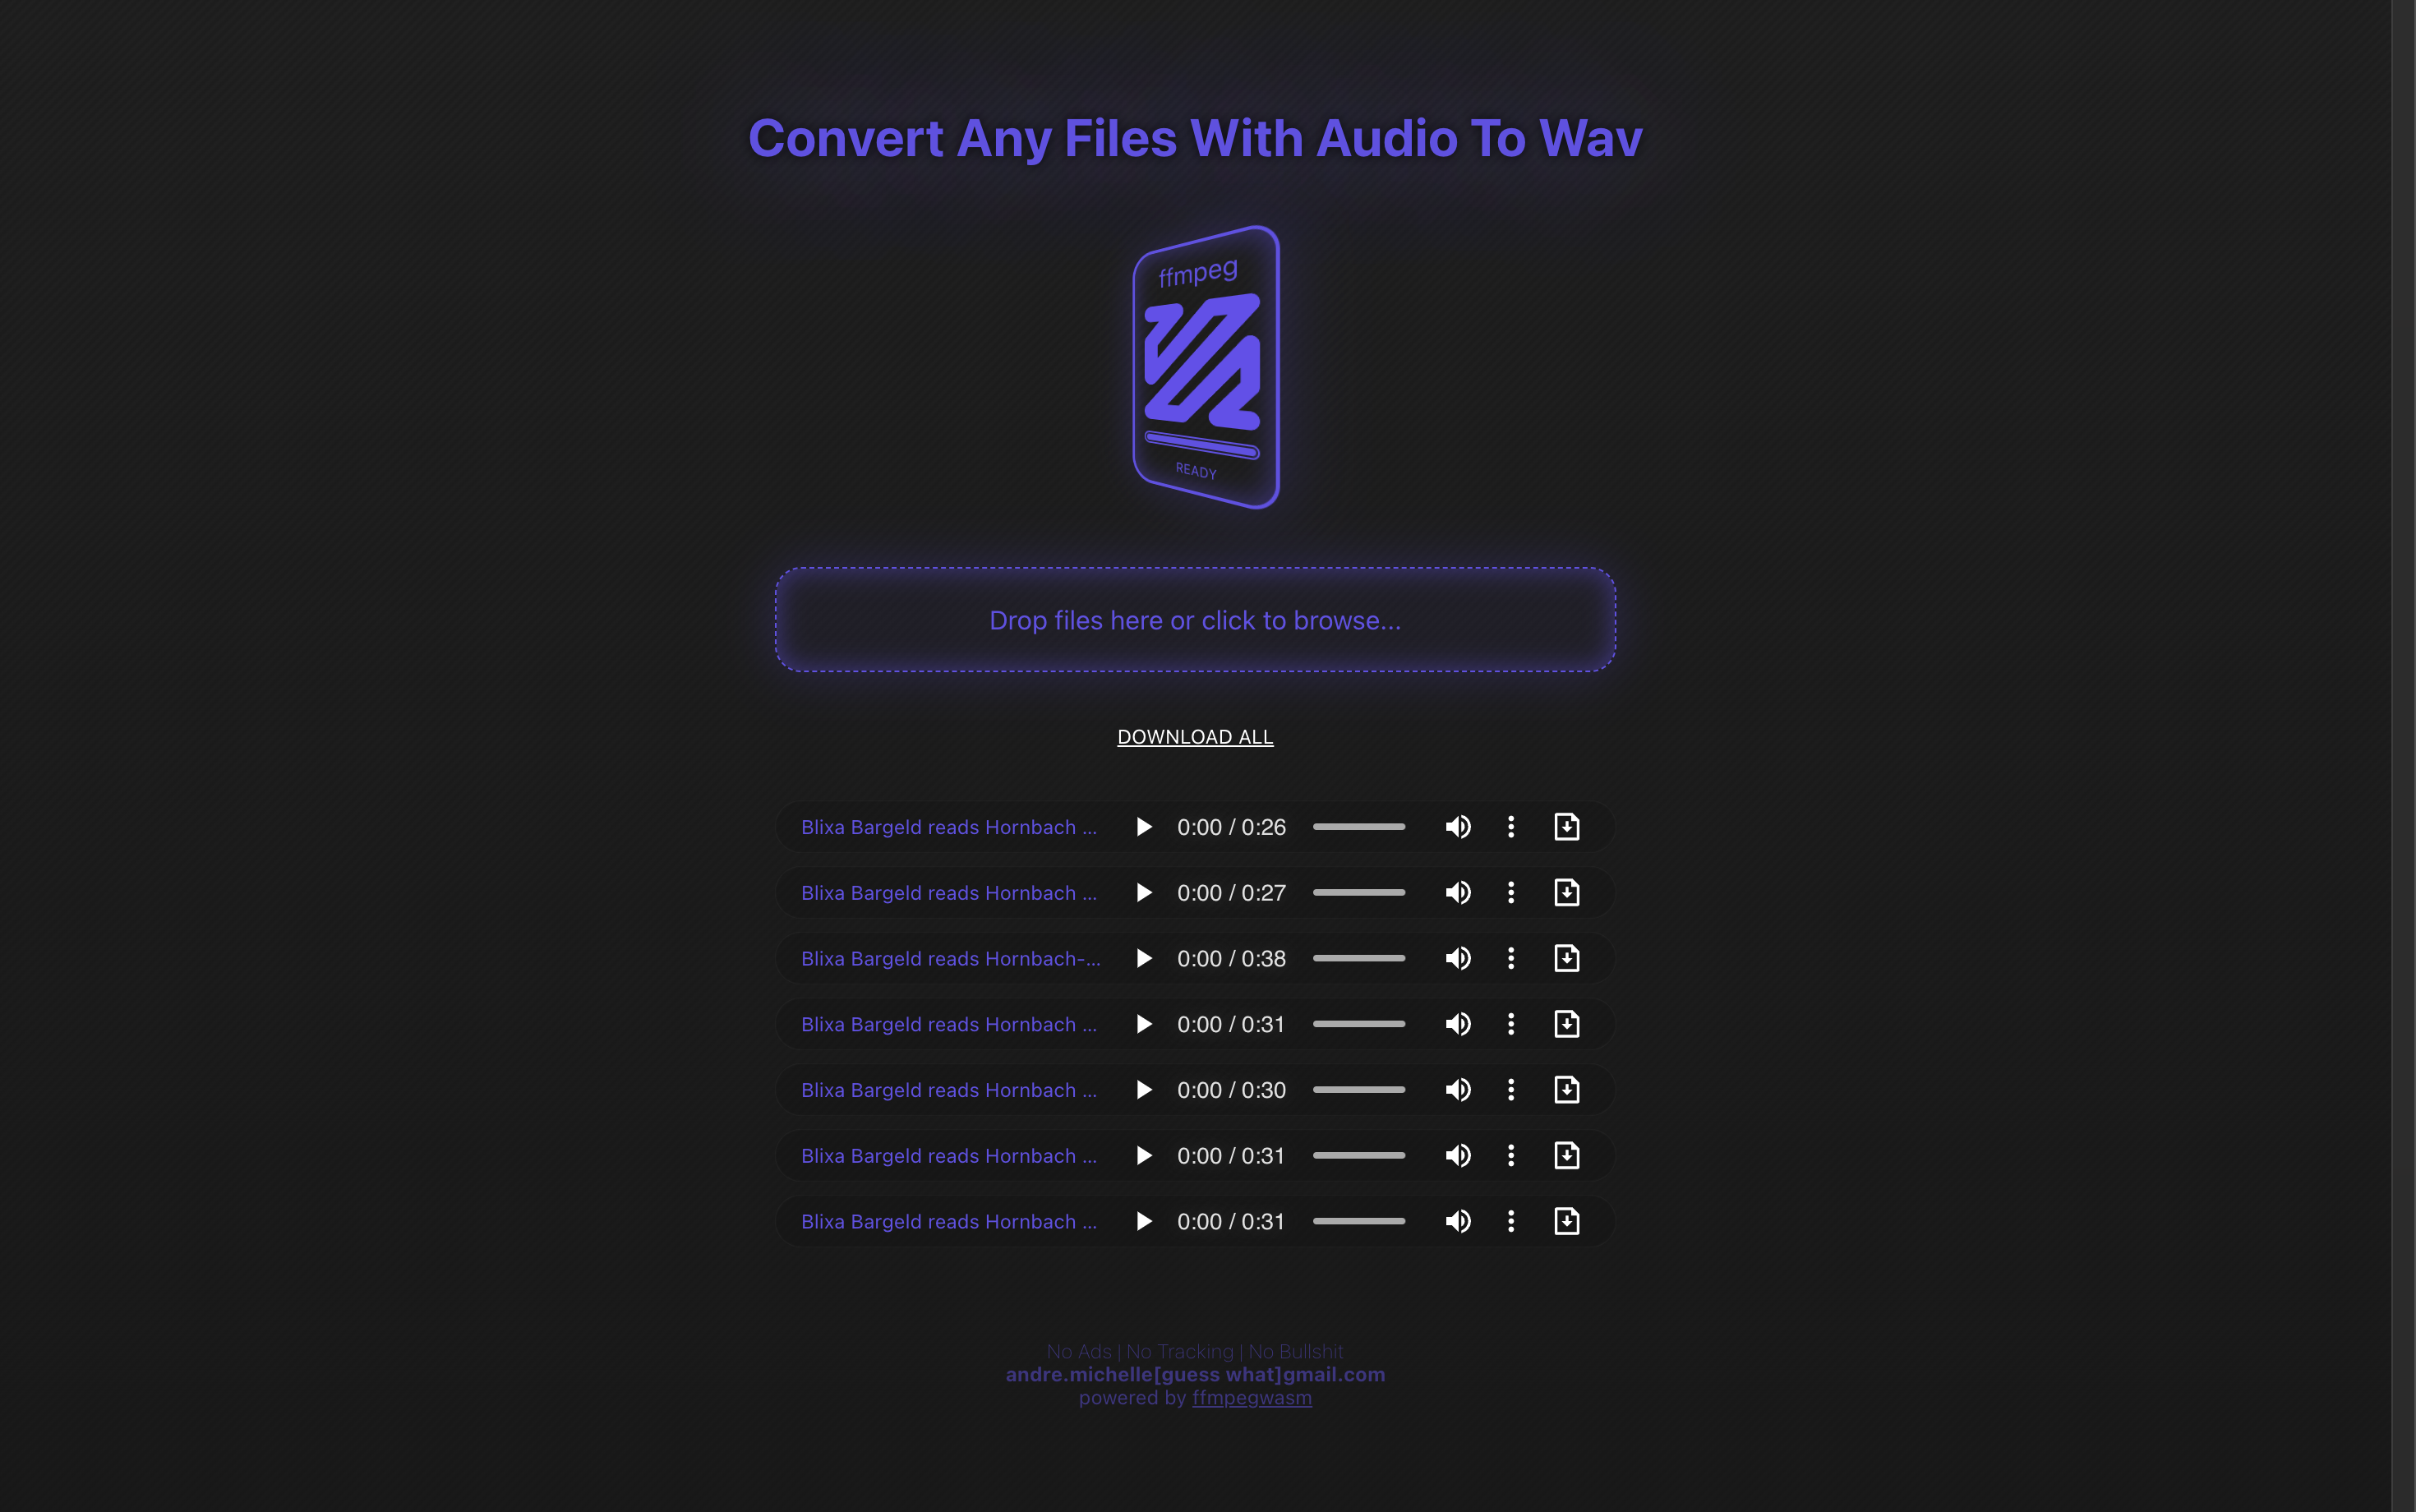 Convert Any Files With Audio To Wav
ffmpeg
READY
Drop files here or click to browse...
DOWNLOAD ALL
Blixa Bargeld reads Hornbach ... 0:00 / 0:26
Blixa Bargeld reads Hornbach ... 0:00 / 0:27
Blixa Bargeld reads Hornbach-... 0:00 / 0:38
Blixa Bargeld reads Hornbach ... 0:00 / 0:31
Blixa Bargeld reads Hornbach ... 0:00 / 0:30
Blixa Bargeld reads Hornbach ... 0:00 / 0:31
Blixa Bargeld reads Hornbach ... 0:00 / 0:31
No Ads | No Tracking | No Bullshit
andre.michelle[guess what]gmail.com
powered by ffmpegwasm